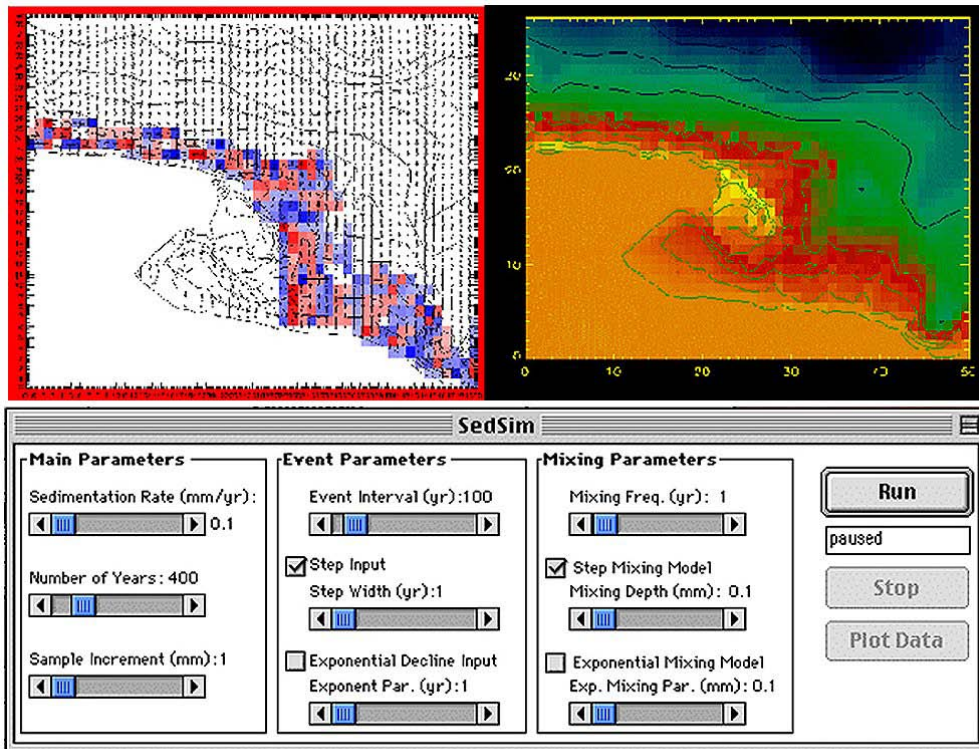 30
20
10
0
0 10 20 30 40 50
SedSim
Main Parameters
Sedimentation Rate (mm/yr):
0.1
Number of Years: 400
Sample Increment (mm):1
Event Parameters
Event Interval (yr):100
Step Input
Step Width (yr):1
Exponential Decline Input
Exponent Par. (yr):1
Mixing Parameters
Mixing Freq. (yr): 1
Step Mixing Model
Mixing Depth (mm): 0.1
Exponential Mixing Model
Exp. Mixing Par. (mm): 0.1
Run
paused
Stop
Plot Data